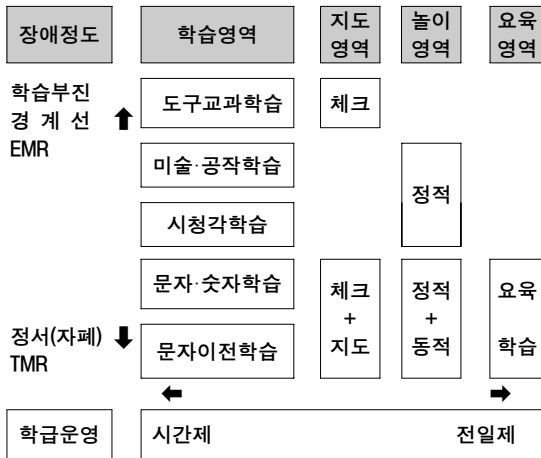 장애정도 학습영역 지도 영역 놀이 영역 요육 영역
학습부진
경 계 선
EMR
도구교과학습 체크
미술·공작학습
정적
시청각학습
문자·숫자학습
체크
+
지도
정적
+
동적
요육
학습
정서(자폐)
TMR
문자이전학습
학급운영 시간제 전일제